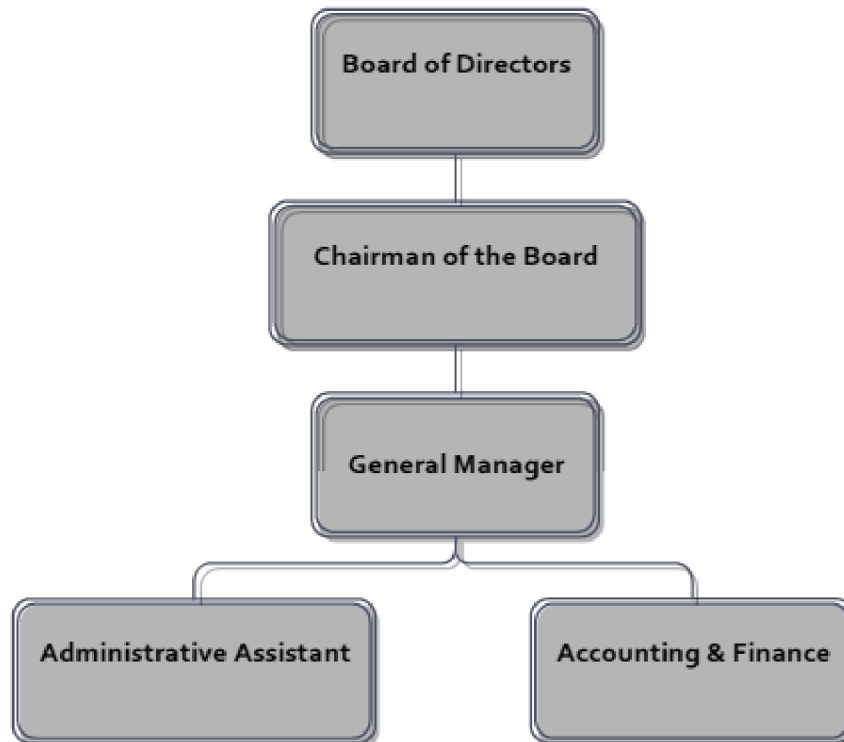 Board of Directors
Chairman of the Board
General Manager
Administrative Assistant
Accounting & Finance